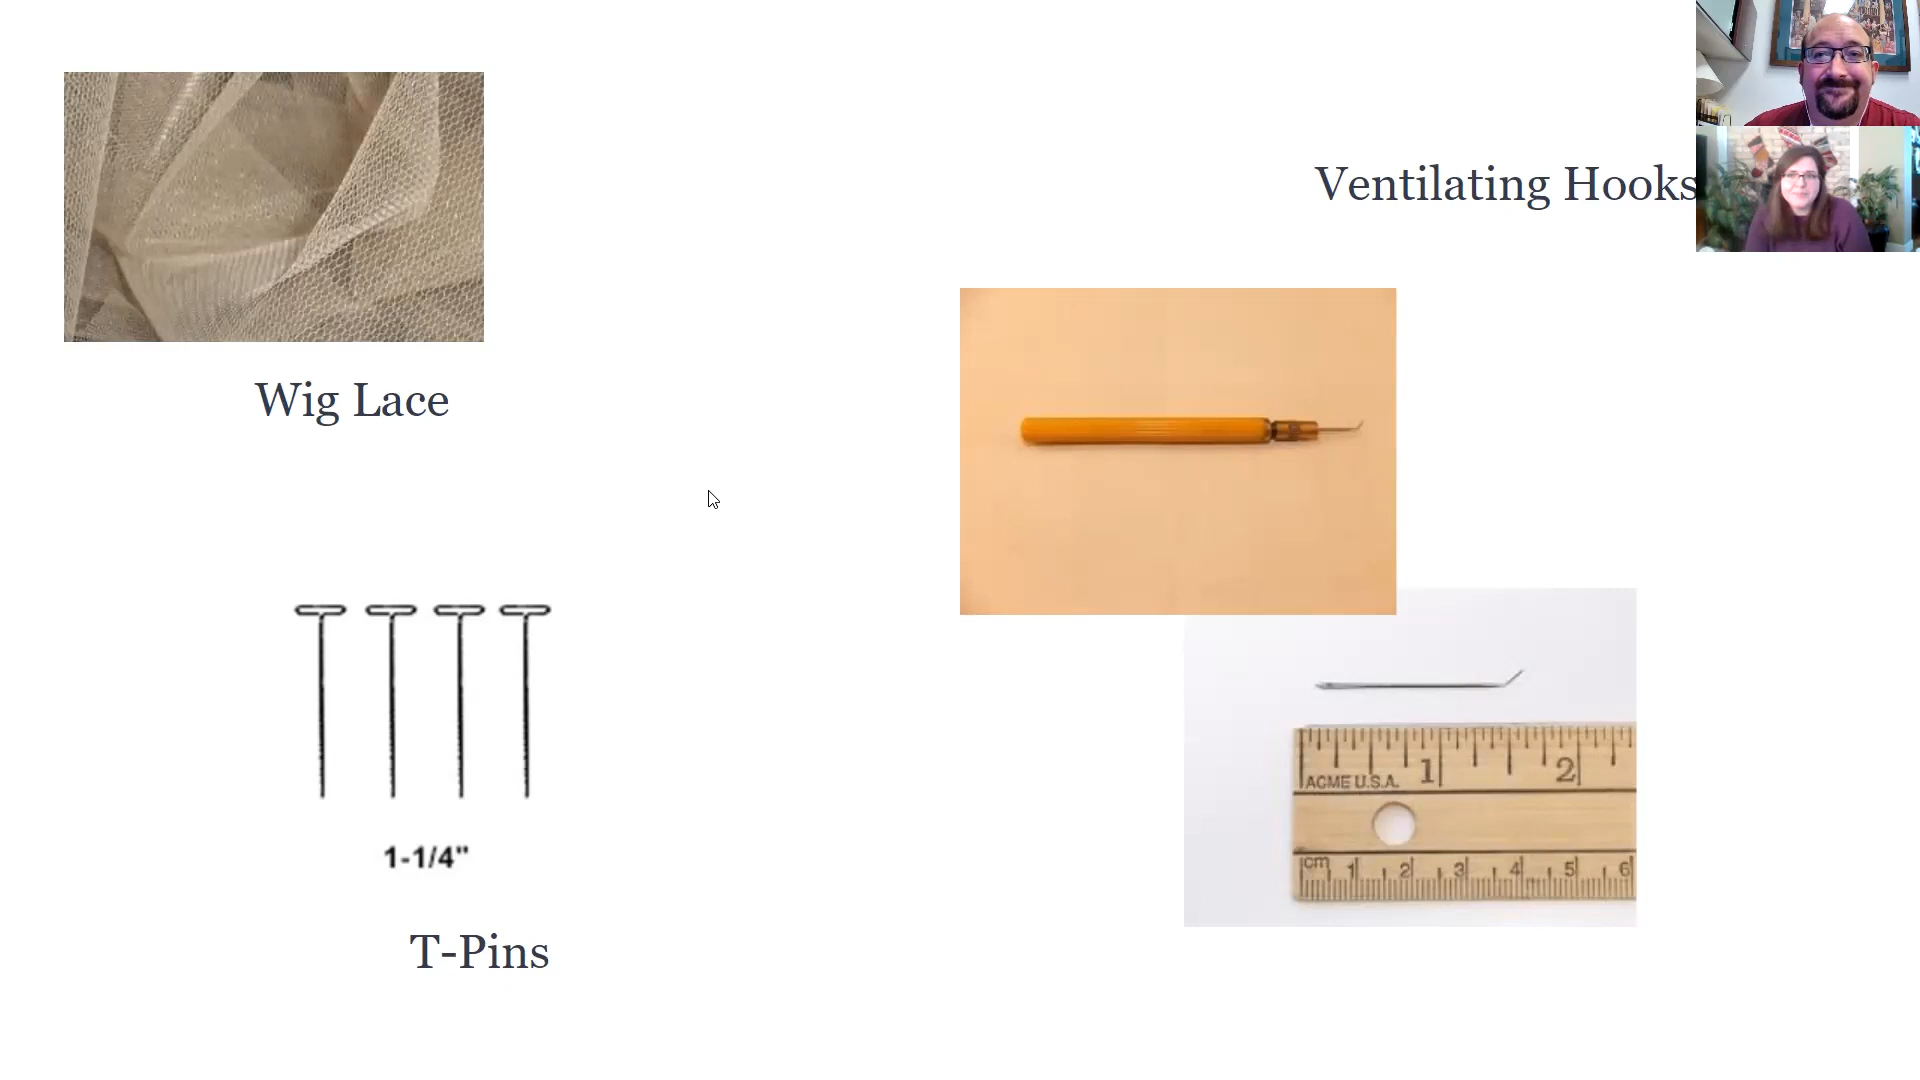 Ventilating Hooks
Wig Lace
1-1/4"
T-Pins
ACME U.S.A.
1 2
cm 1 2 3 4 5 6